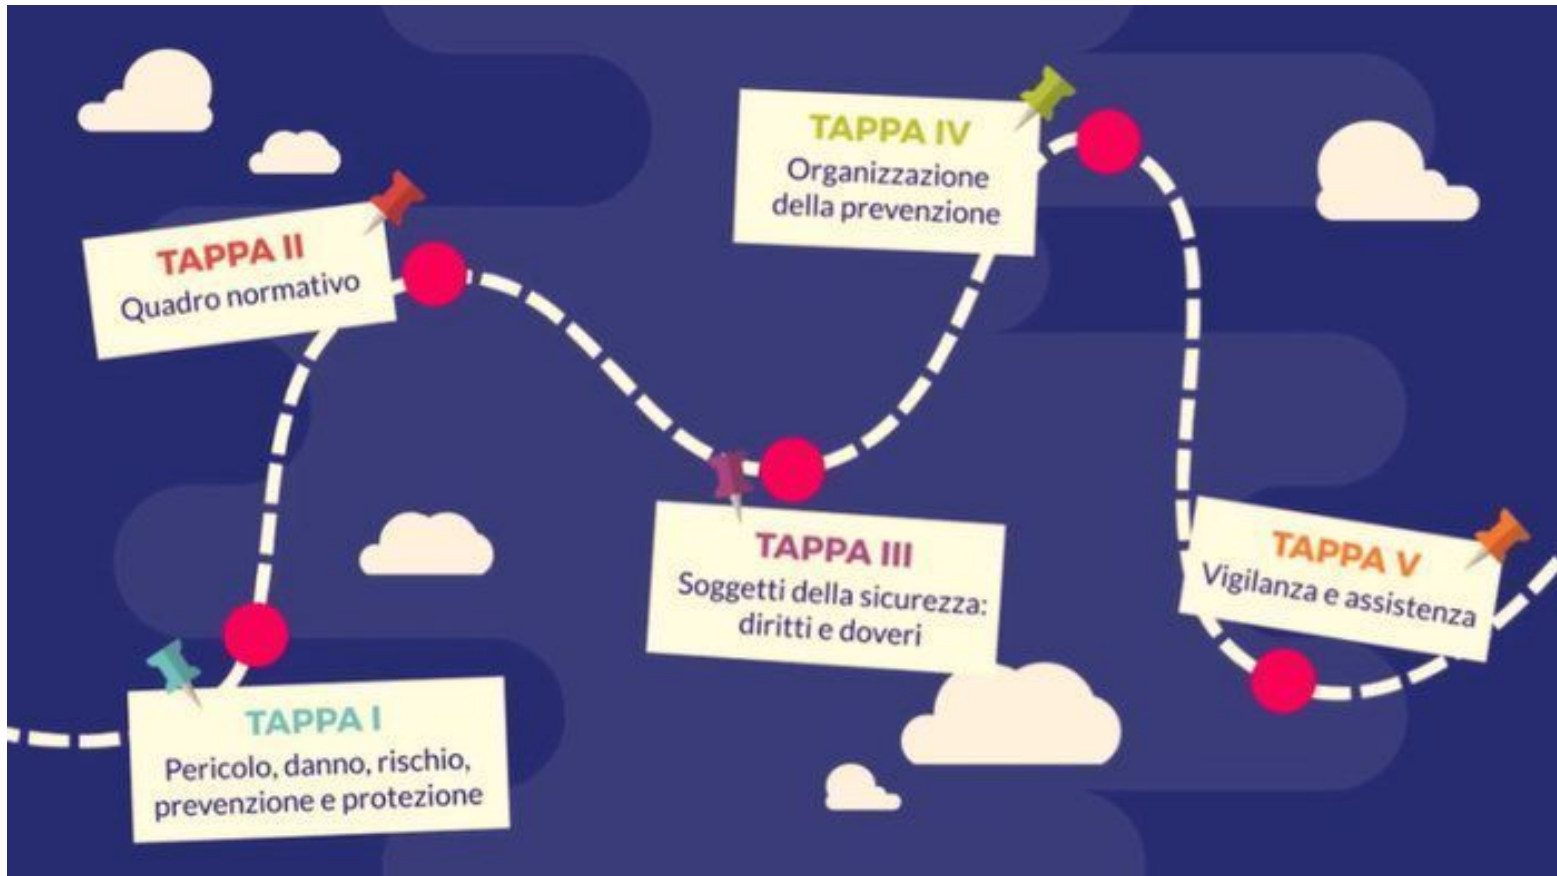 TAPPA I
Pericolo, danno, rischio,
prevenzione e protezione
TAPPA II
Quadro normativo
TAPPA III
Soggetti della sicurezza:
diritti e doveri
TAPPA IV
Organizzazione
della prevenzione
TAPPA V
Vigilanza e assistenza